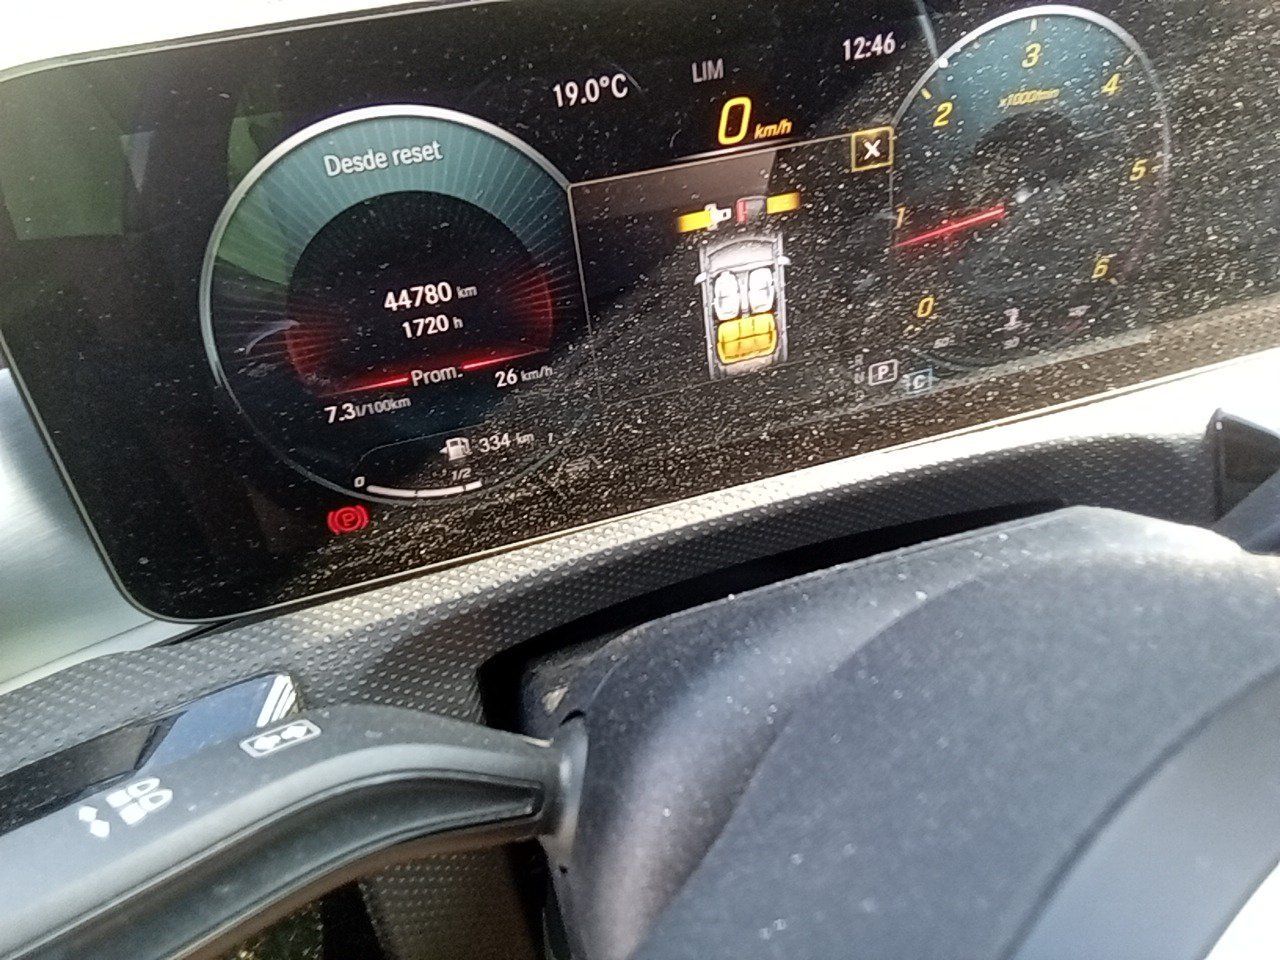 19.0°C
LIM
12:46
0 km/h
Desde reset
44780 km
1720 h
Prom.
7.3 l/100km
26 km/h
334 km
0
1/2
1
P
C
x1000/min
0
1
2
3
4
5
6
P